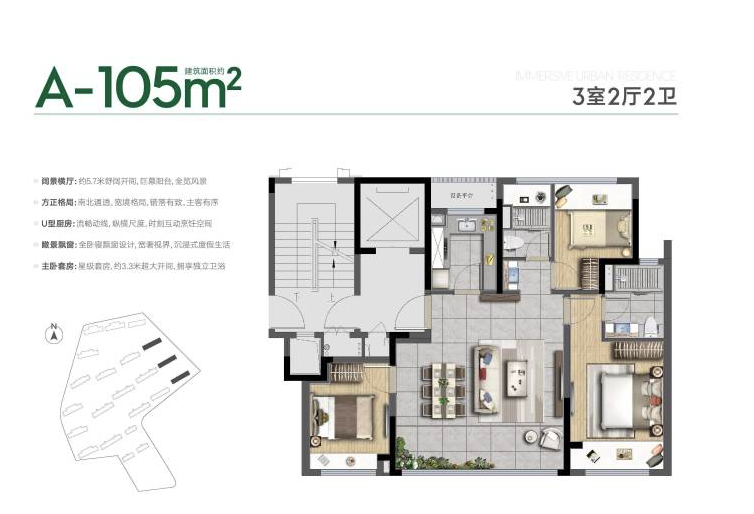 A-105m²
建筑面积约
IMMERSIVE URBAN RESIDENCE
3室2厅2卫
阔景横厅: 约5.7米舒阔开间, 巨幕阳台, 全览风景
方正格局: 南北通透, 宽境格局, 错落有致, 主客有序
U型厨房: 流畅动线, 纵横尺度, 时刻互动烹饪空间
瞰景飘窗: 全卧寝飘窗设计, 宽奢视界, 沉浸式度假生活
主卧套房: 星级套房, 约3.3米超大开间, 拥享独立卫浴
设备平台
下 上
N